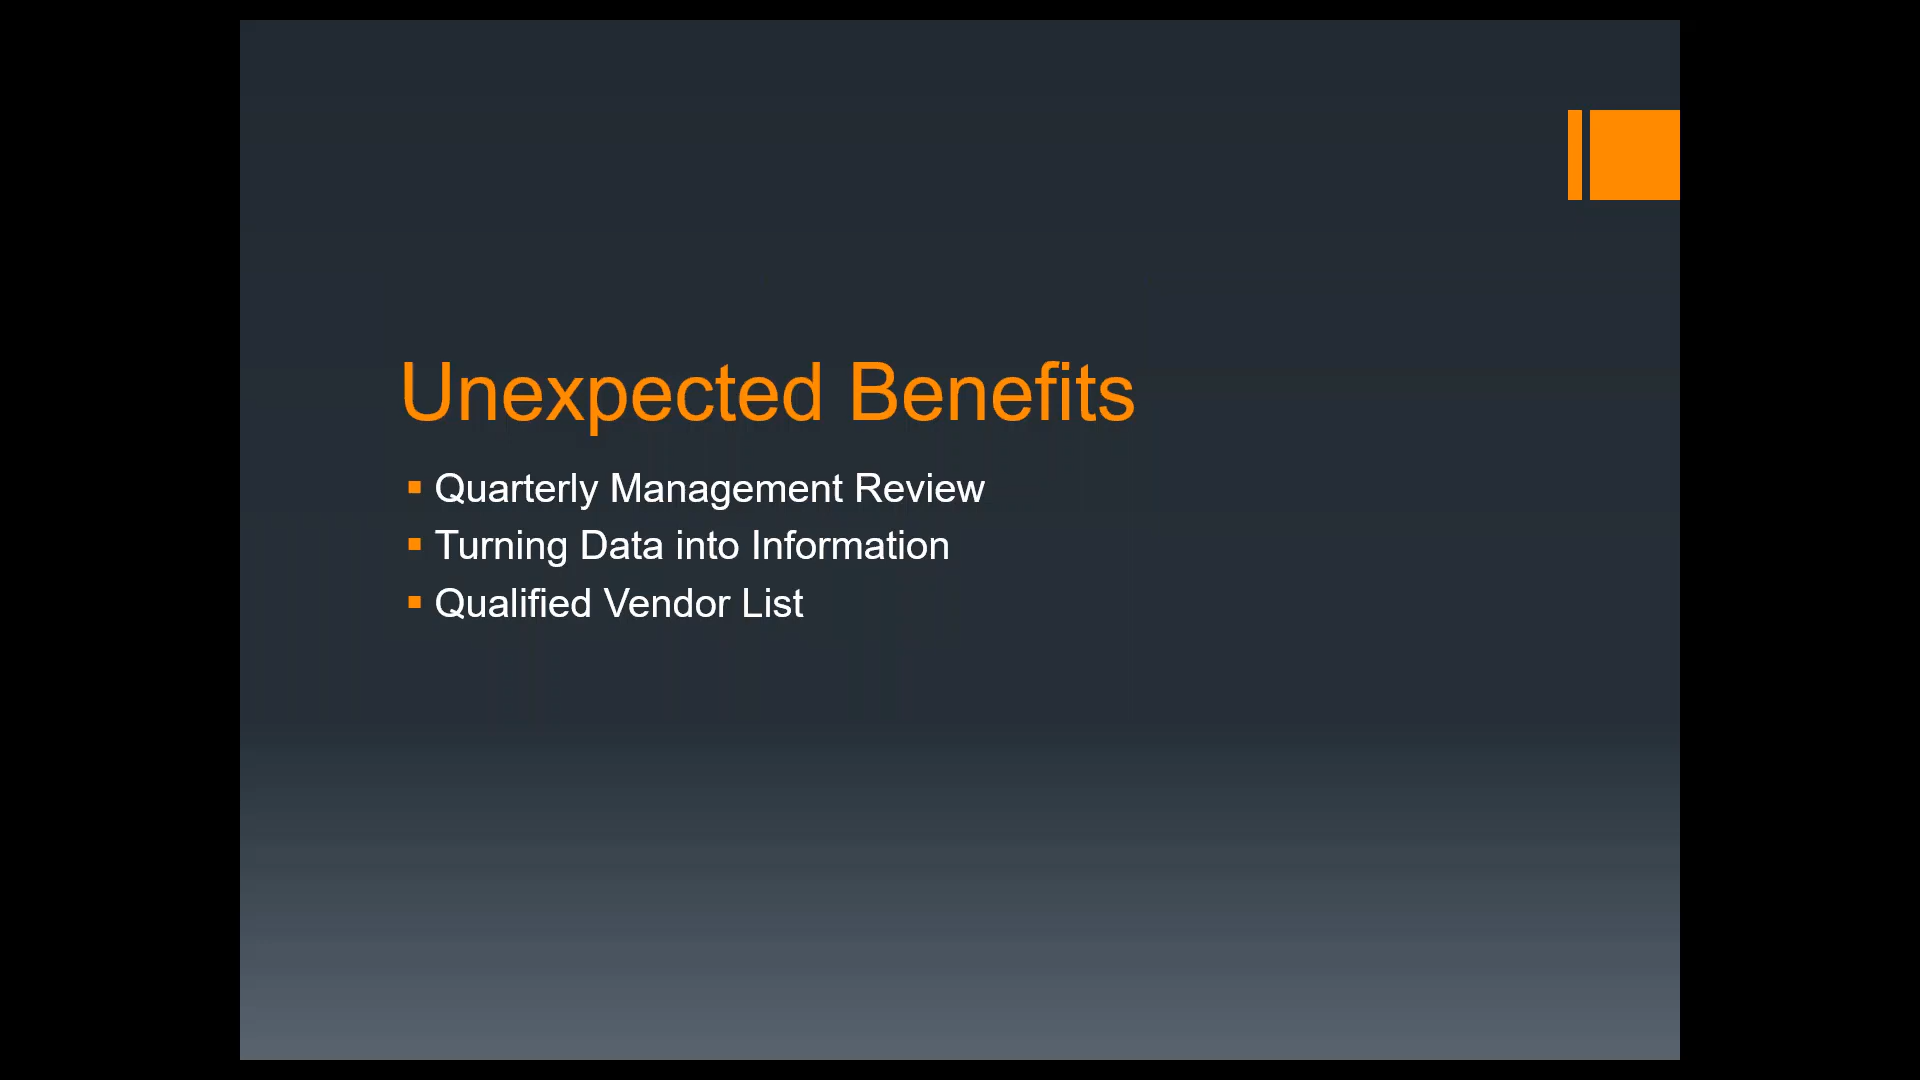 Unexpected Benefits
Quarterly Management Review
Turning Data into Information
Qualified Vendor List